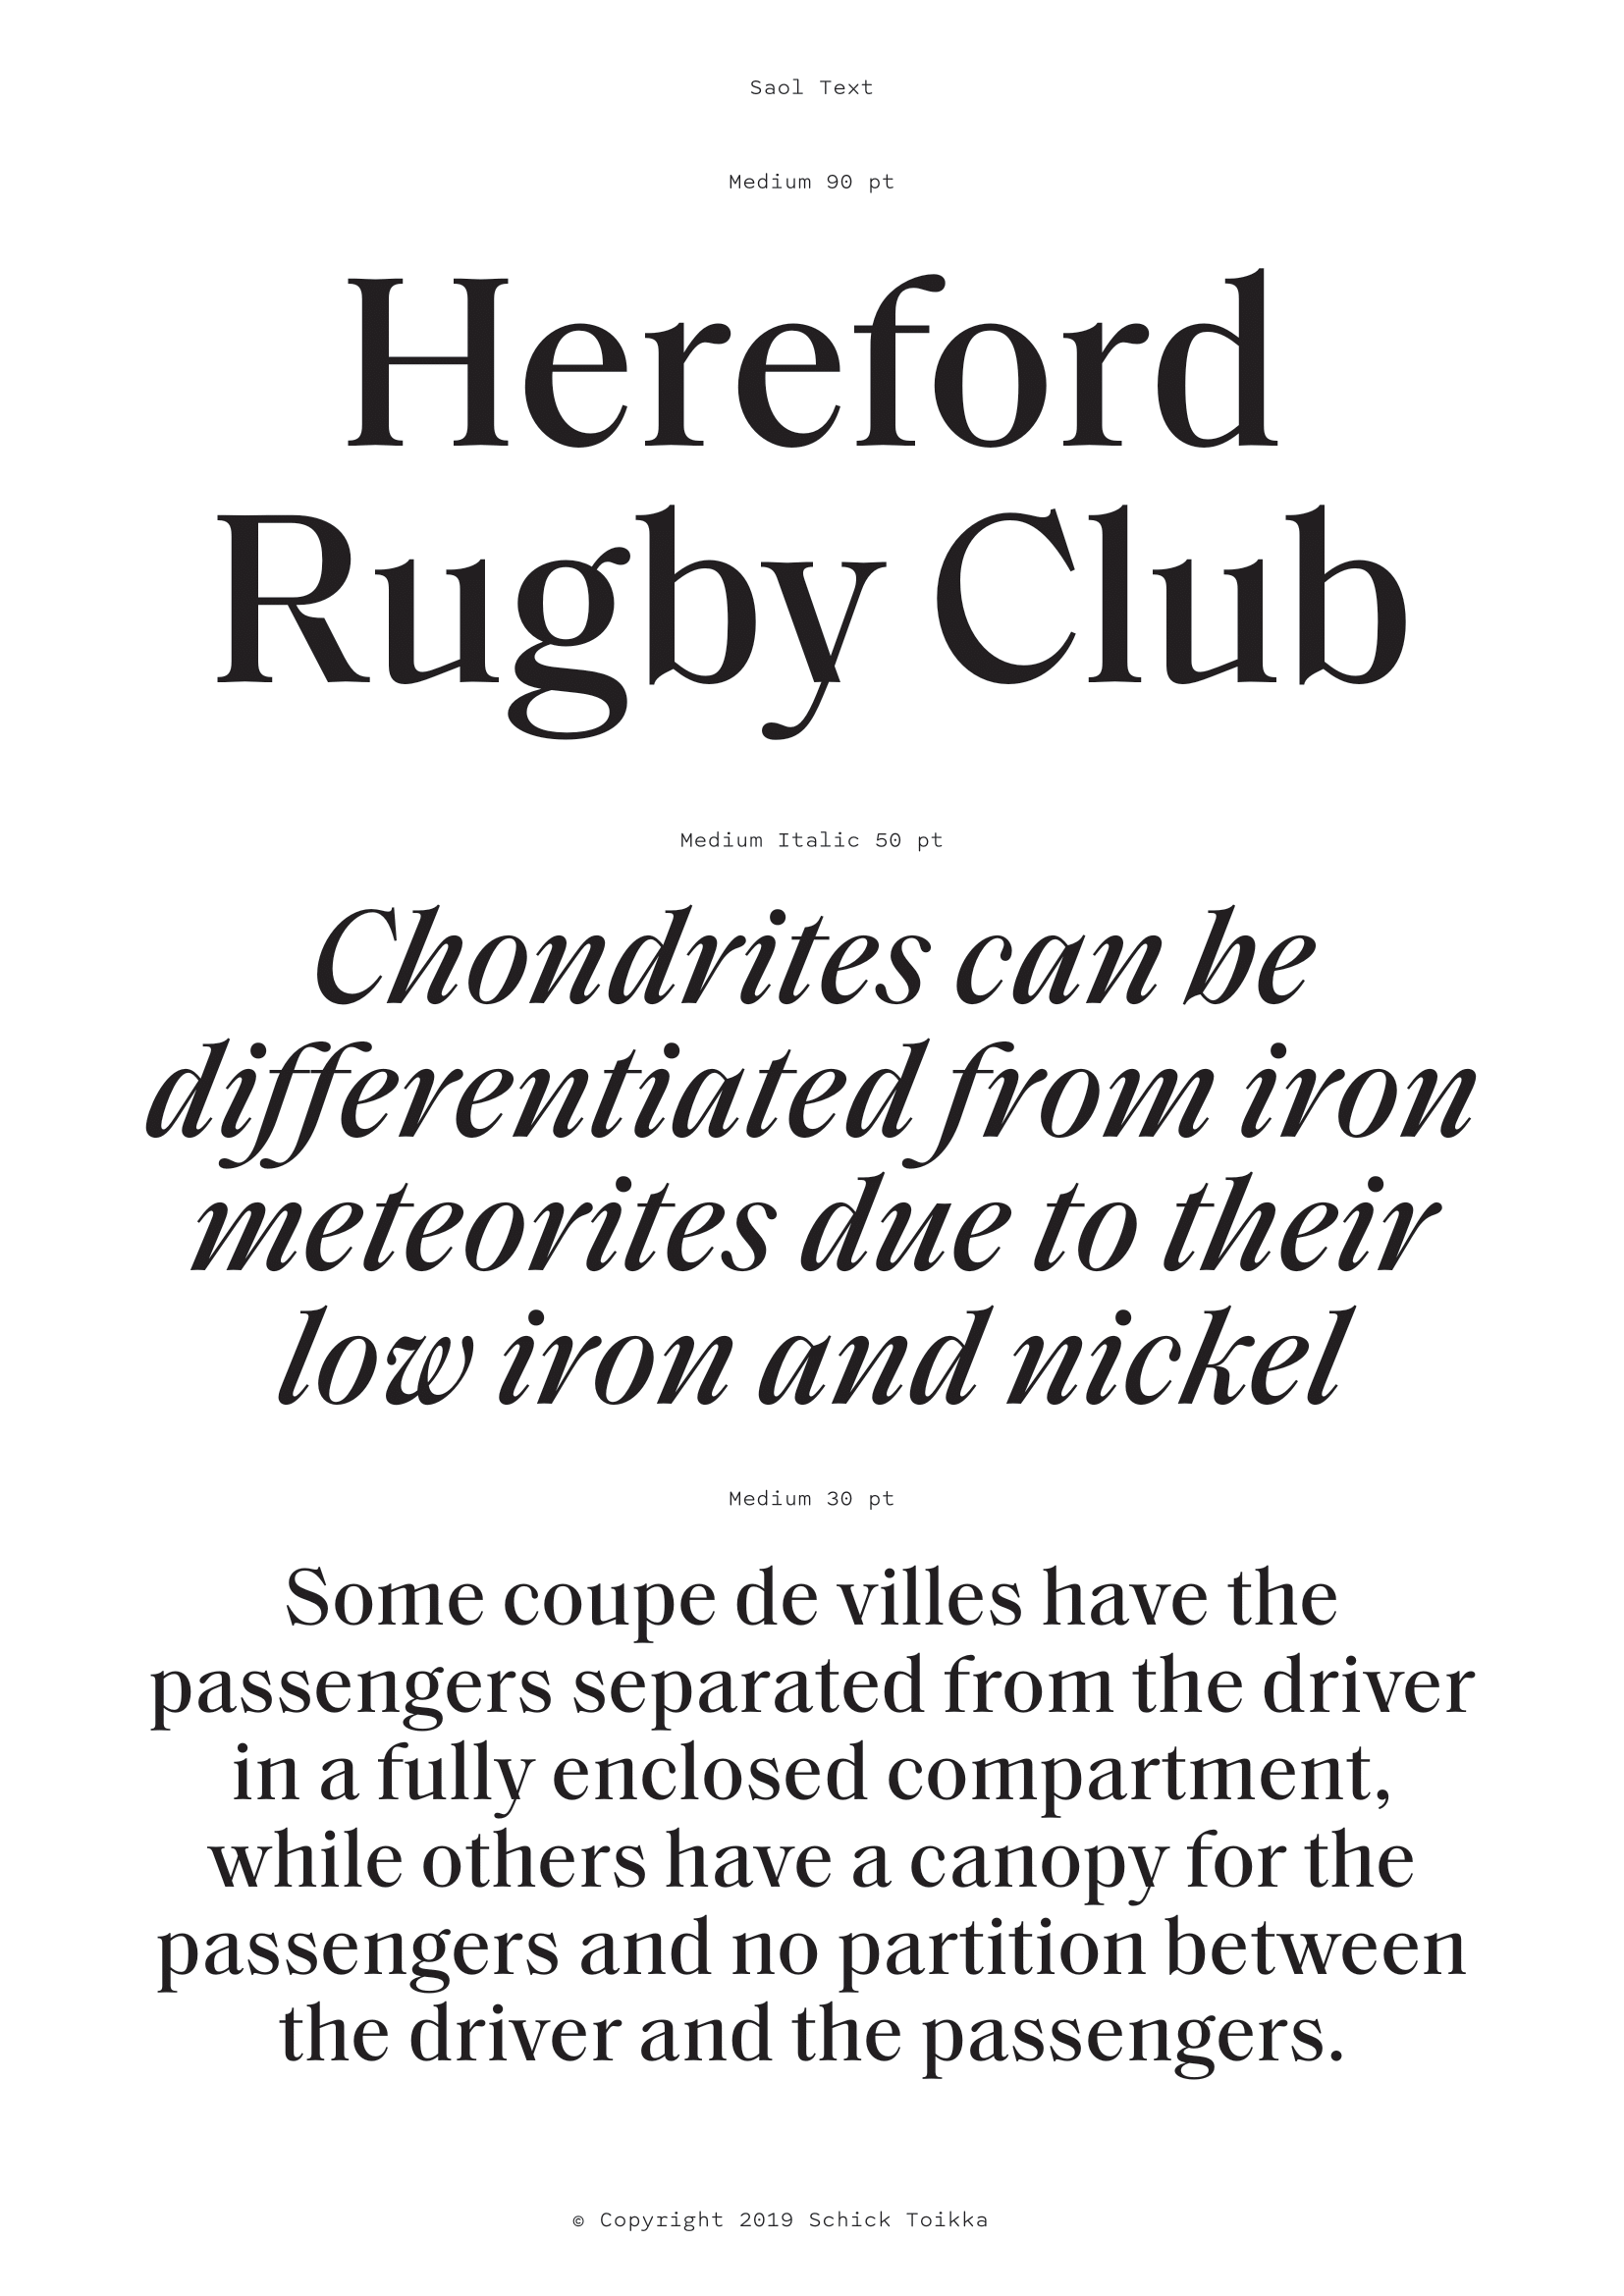 Saol Text
Medium 90 pt
Hereford
Rugby Club
Medium Italic 50 pt
Chondrites can be
differentiated from iron
meteorites due to their
low iron and nickel
Medium 30 pt
Some coupe de villes have the
passengers separated from the driver
in a fully enclosed compartment,
while others have a canopy for the
passengers and no partition between
the driver and the passengers.
© Copyright 2019 Schick Toikka